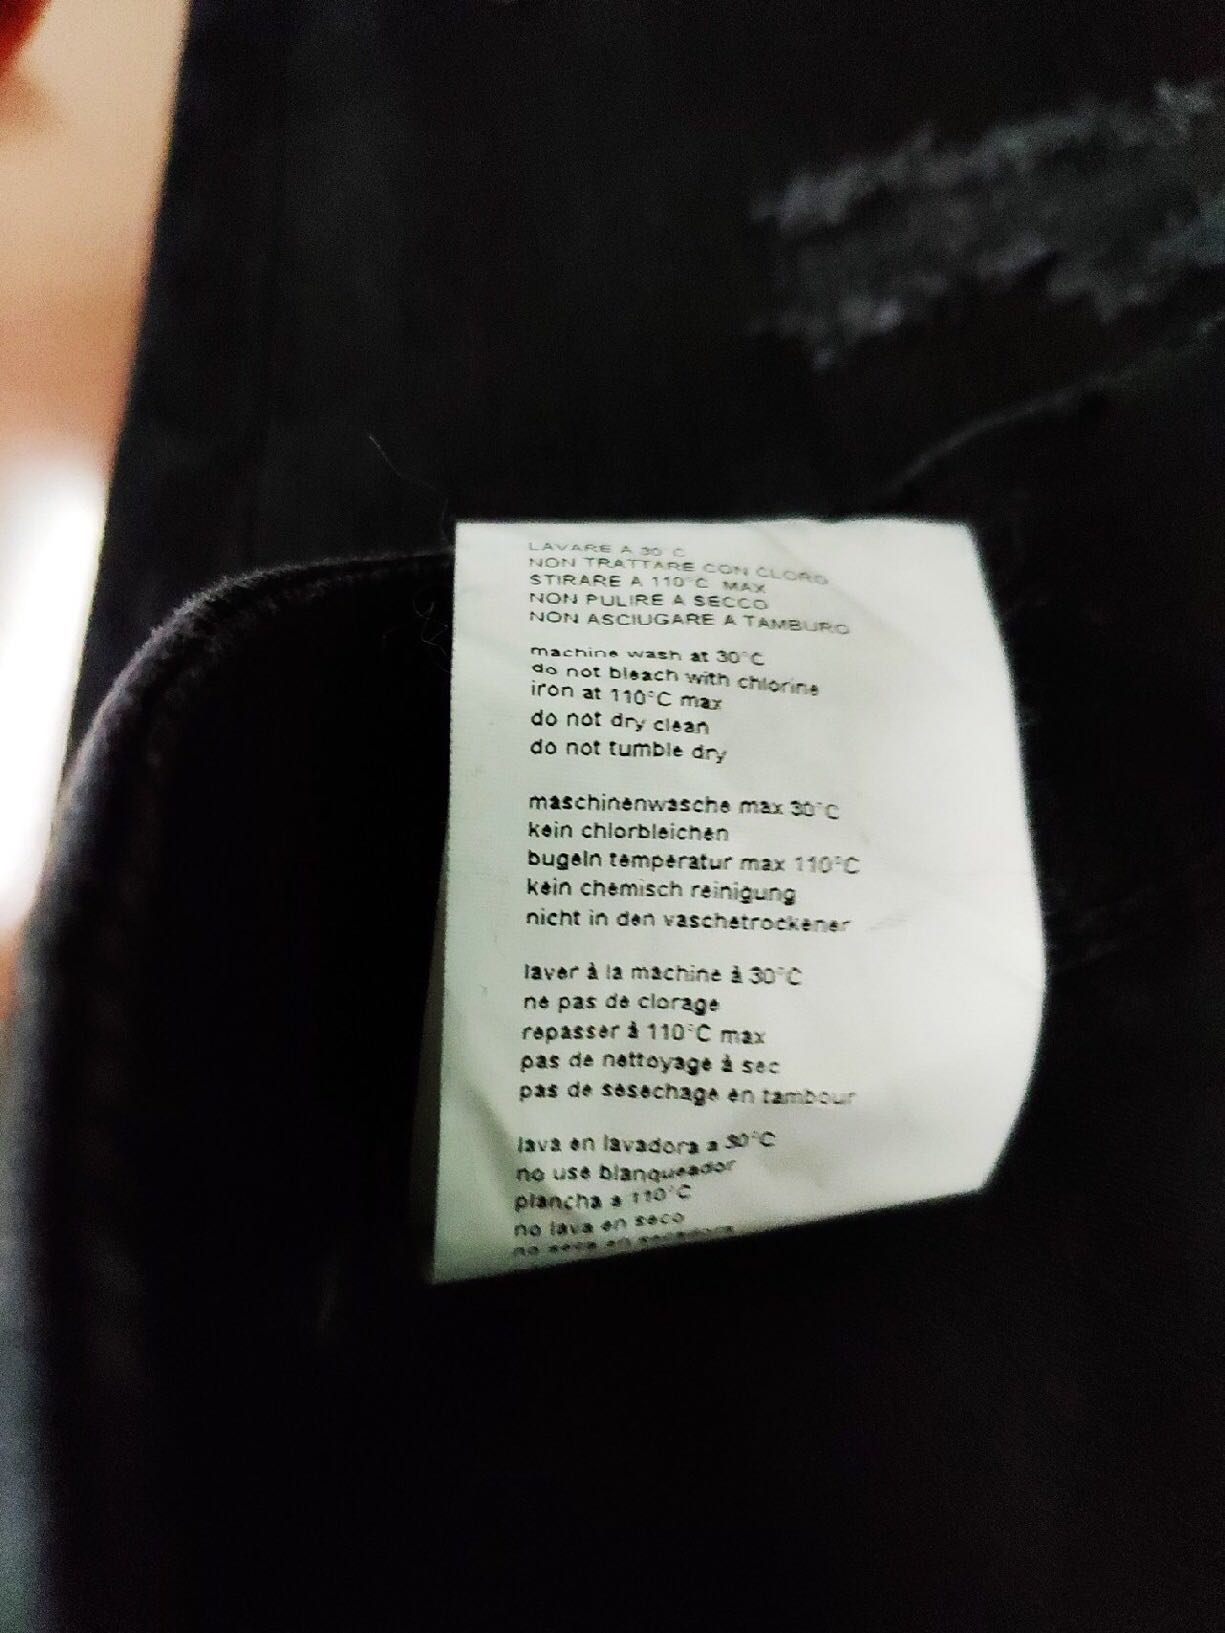 LAVARE A 30°C
NON TRATTARE CON CLORO
STIRARE A 110°C MAX
NON PULIRE A SECCO
NON ASCIUGARE A TAMBURO
machine wash at 30°C
do not bleach with chlorine
iron at 110°C max
do not dry clean
do not tumble dry
maschinenwasche max 30°C
kein chlorbleichen
bugeln temperatur max 110°C
kein chemisch reinigung
nicht in den vaschetrockener
laver à la machine à 30°C
ne pas de clorage
repasser à 110°C max
pas de nettoyage à sec
pas de sesechage en tambour
lava en lavadora a 30°C
no use blanqueador
plancha a 110°C
no lava en seco
no seca en secadora